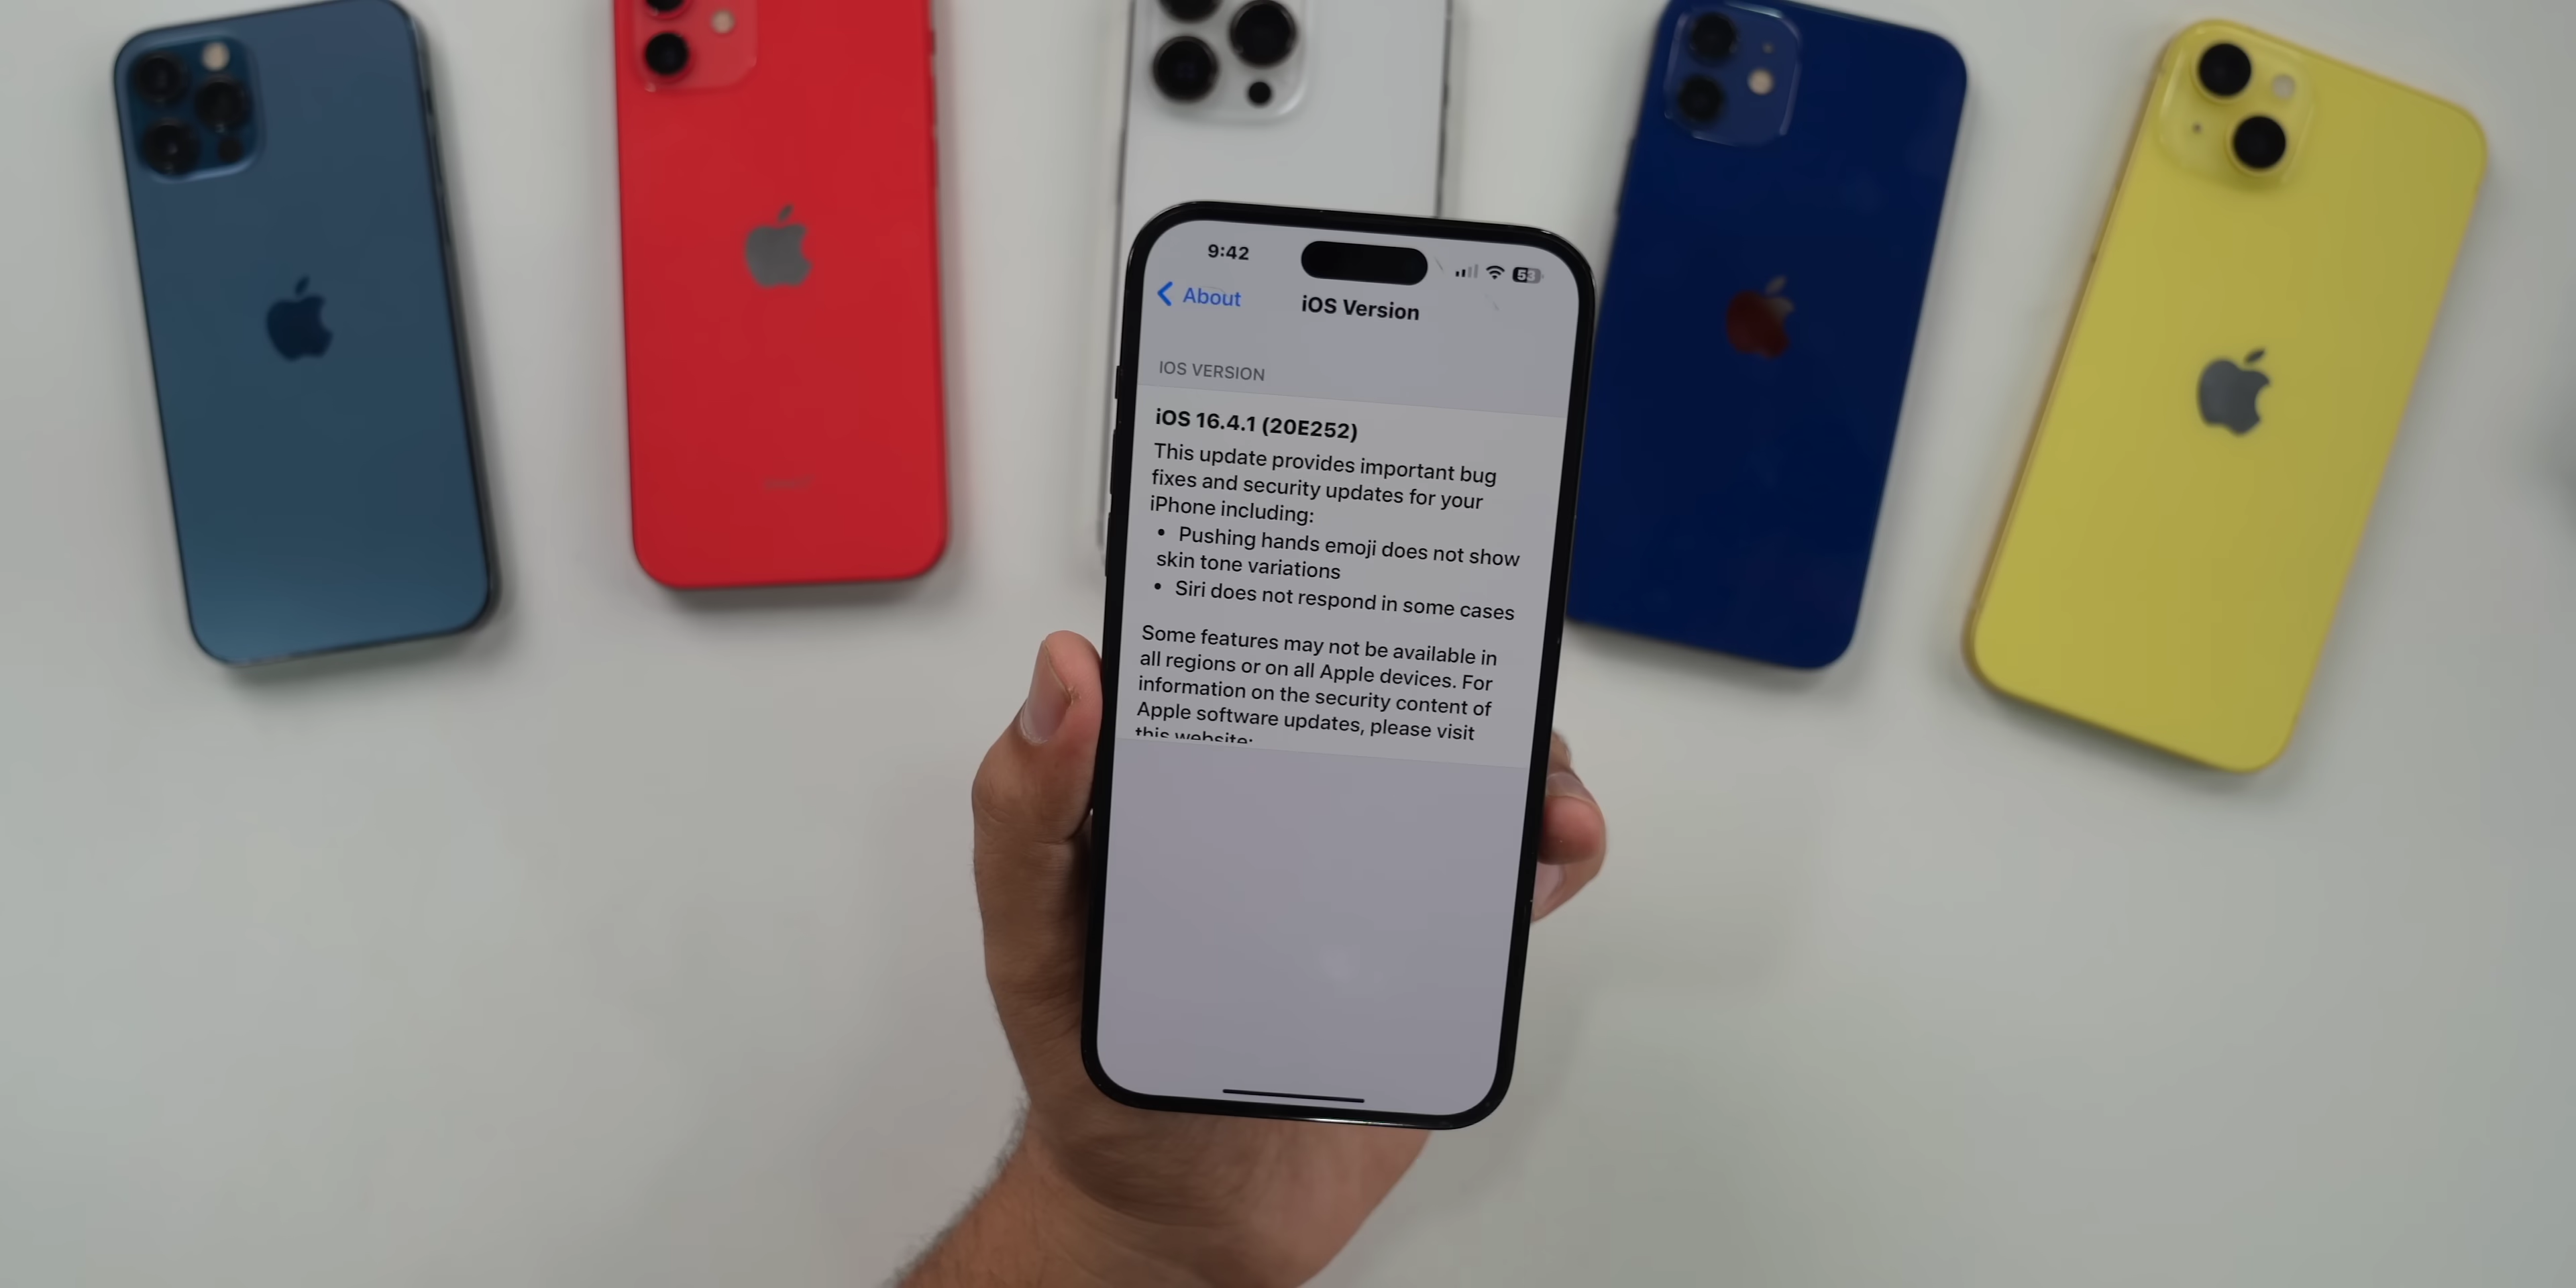 9:42
53
About
iOS Version
IOS VERSION
iOS 16.4.1 (20E252)
This update provides important bug
fixes and security updates for your
iPhone including:
• Pushing hands emoji does not show
skin tone variations
• Siri does not respond in some cases
Some features may not be available in
all regions or on all Apple devices. For
information on the security content of
Apple software updates, please visit
this website: